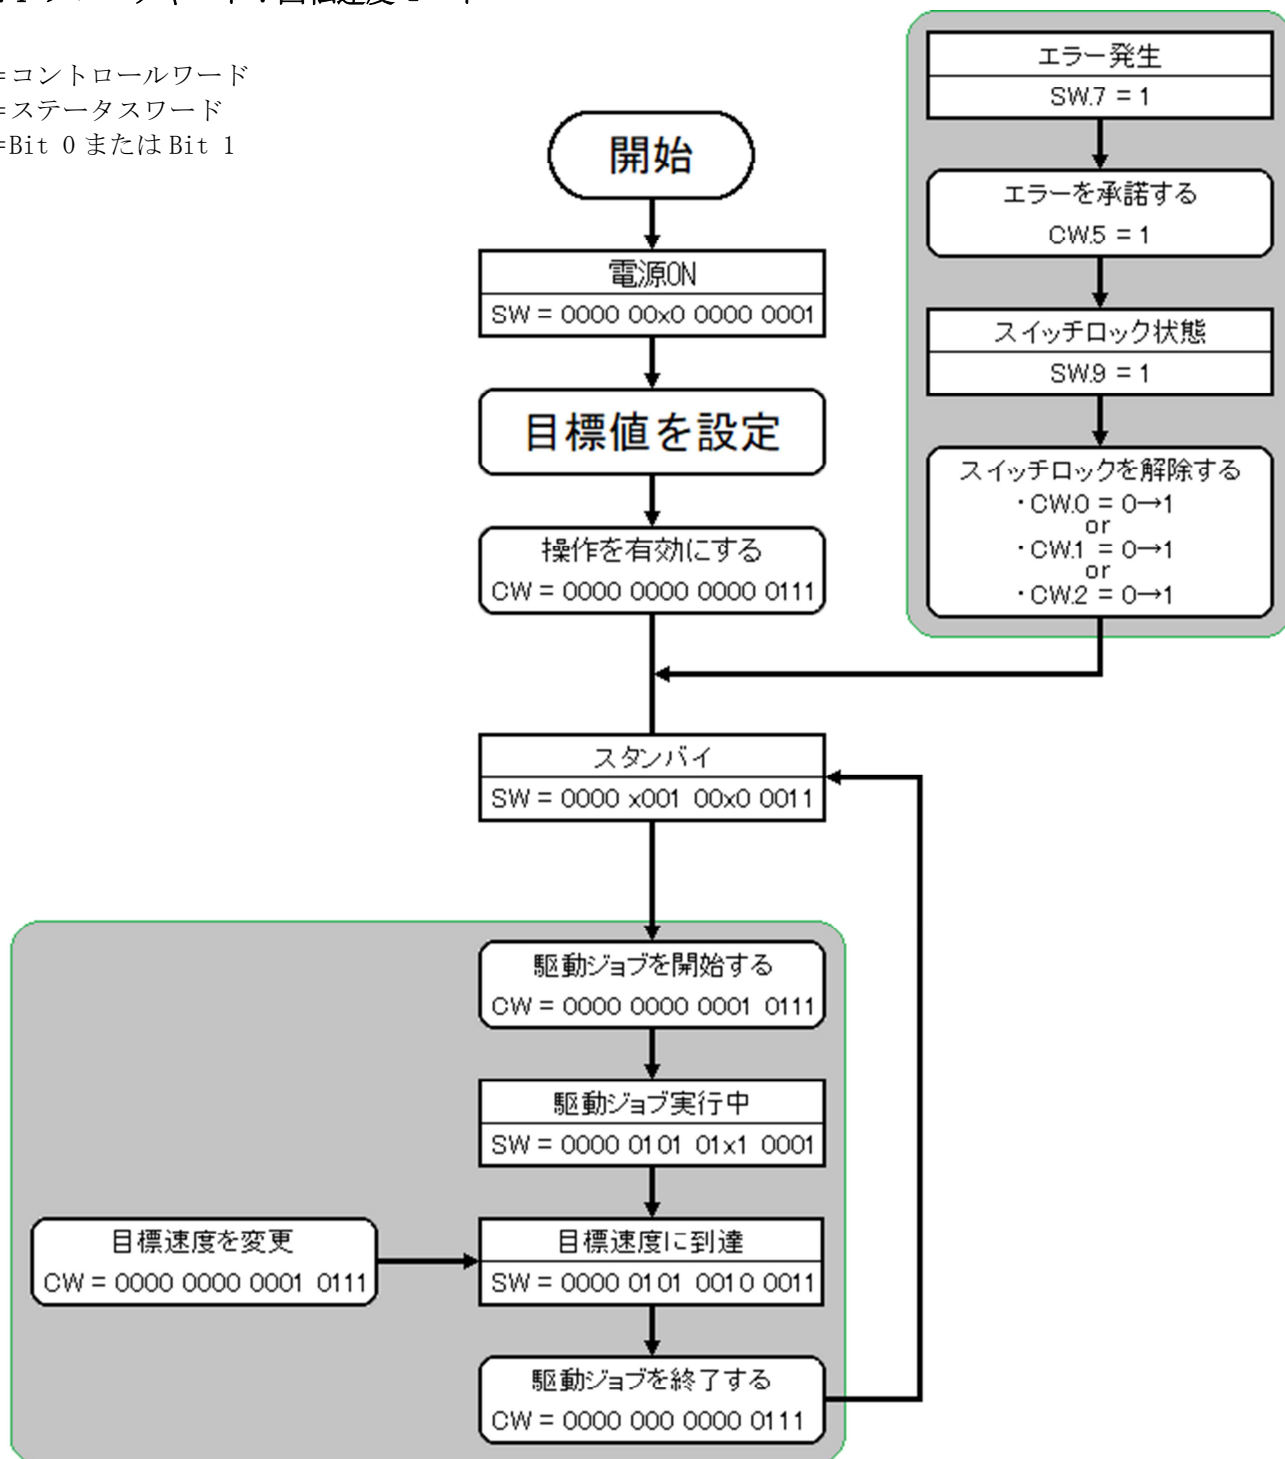 =コントロールワード
=ステータスワード
=Bit 0 または Bit 1
開始
電源ON
SW = 0000 00x0 0000 0001
目標値を設定
操作を有効にする
CW = 0000 0000 0000 0111
エラー発生
SW.7 = 1
エラーを承諾する
CW.5 = 1
スイッチロック状態
SW.9 = 1
スイッチロックを解除する
・CW.0 = 0→1
or
・CW.1 = 0→1
or
・CW.2 = 0→1
スタンバイ
SW = 0000 x001 00x0 0011
駆動ジョブを開始する
CW = 0000 0000 0001 0111
駆動ジョブ実行中
SW = 0000 0101 01x1 0001
目標速度を変更
CW = 0000 0000 0001 0111
目標速度に到達
SW = 0000 0101 0010 0011
駆動ジョブを終了する
CW = 0000 000 0000 0111